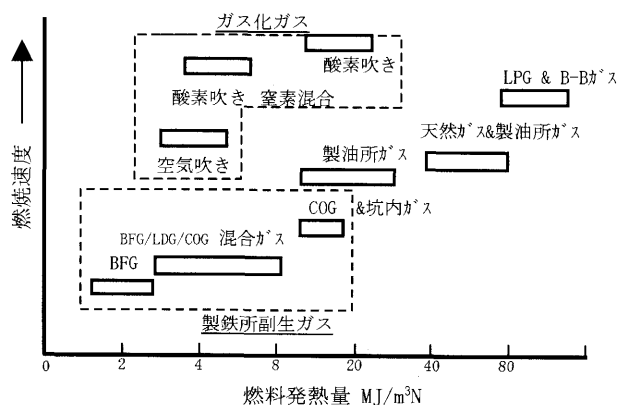 ガス化ガス
酸素吹き
酸素吹き 窒素混合
LPG & B-Bガス
空気吹き
天然ガス&製油所ガス
製油所ガス
COG &坑内ガス
BFG/LDG/COG 混合ガス
BFG
製鉄所副生ガス
燃焼速度
0 2 4 8 20 40 80
燃料発熱量 MJ/m³N